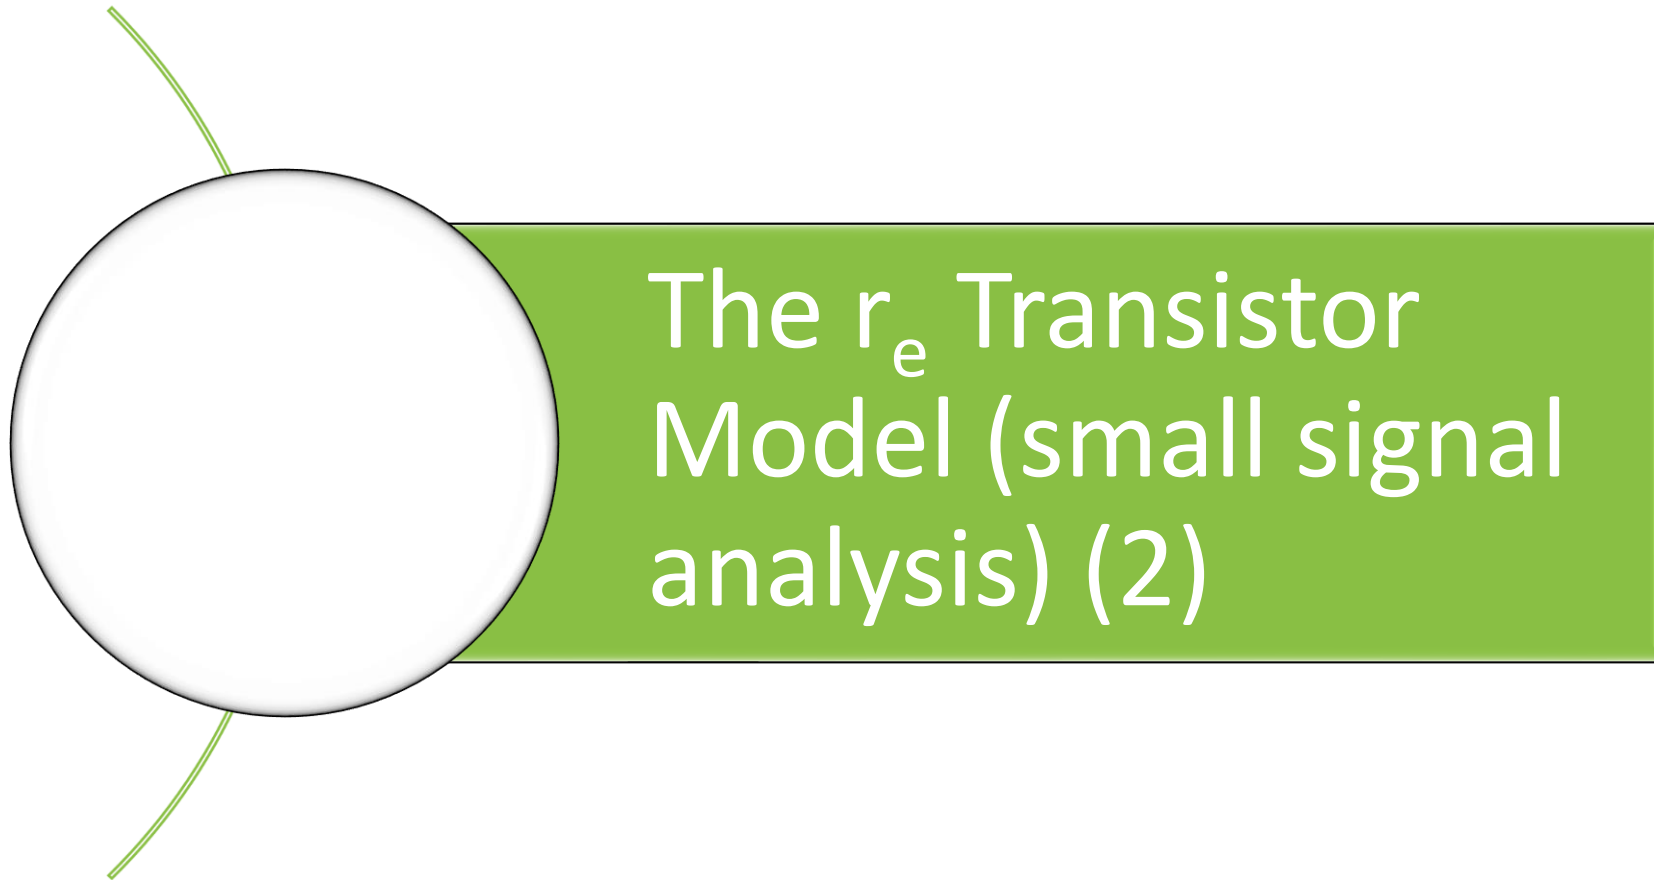 The rₑ Transistor
Model (small signal
analysis) (2)